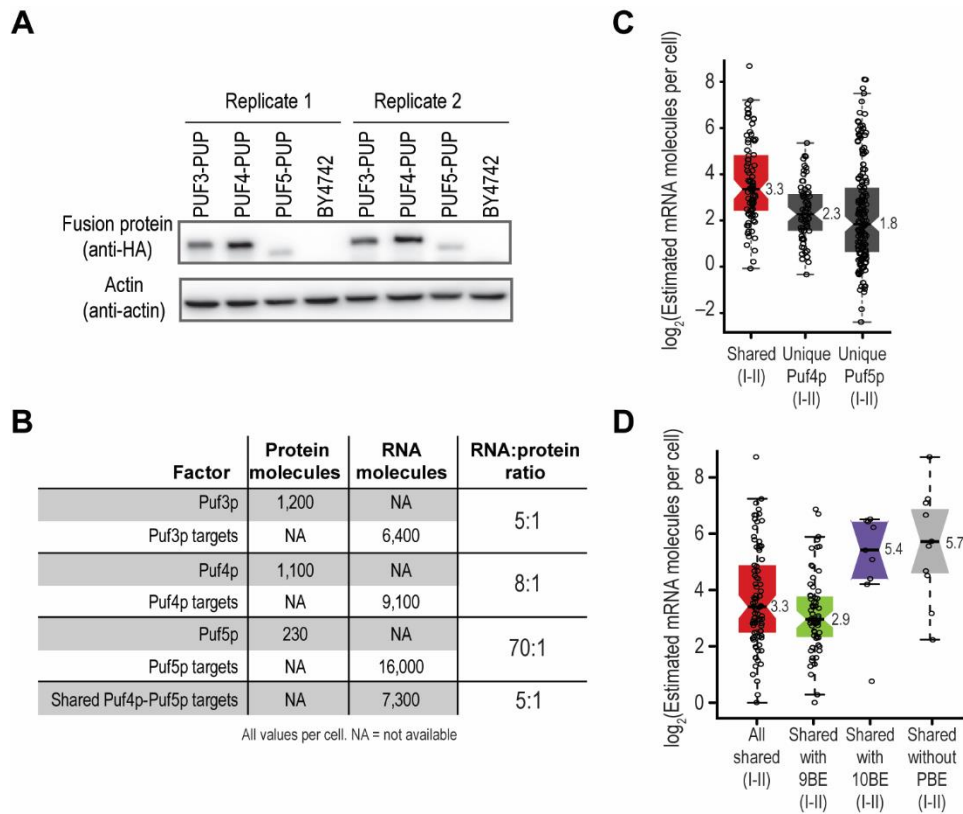 A
Replicate 1
Replicate 2
PUF3-PUP
PUF4-PUP
PUF5-PUP
BY4742
PUF3-PUP
PUF4-PUP
PUF5-PUP
BY4742
Fusion protein
(anti-HA)
Actin
(anti-actin)
B
Factor Protein molecules RNA molecules RNA:protein ratio
Puf3p 1,200 NA
5:1
Puf3p targets NA 6,400
Puf4p 1,100 NA
8:1
Puf4p targets NA 9,100
Puf5p 230 NA
70:1
Puf5p targets NA 16,000
Shared Puf4p-Puf5p targets NA 7,300 5:1
All values per cell. NA = not available
C
log2(Estimated mRNA molecules per cell)
8
6
4
2
0
−2
3.3
2.3
1.8
Shared
(I-II)
Unique
Puf4p
(I-II)
Unique
Puf5p
(I-II)
D
log2(Estimated mRNA molecules per cell)
8
6
4
2
0
3.3
2.9
5.4
5.7
All
shared
(I-II)
Shared
with
9BE
(I-II)
Shared
with
10BE
(I-II)
Shared
without
PBE
(I-II)